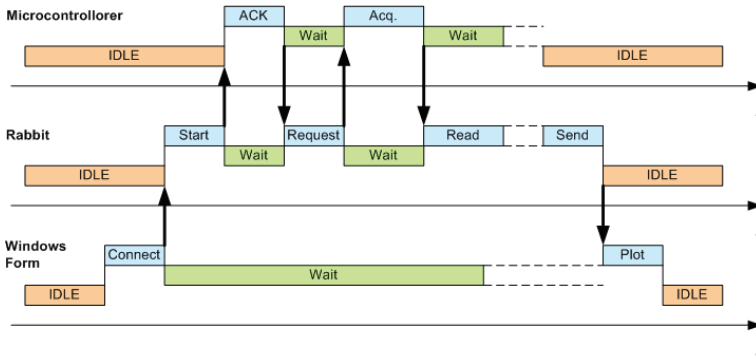 Microcontrollorer
ACK
Acq.
Wait
Wait
IDLE
IDLE
Rabbit
Start
Request
Read
Send
Wait
Wait
IDLE
IDLE
Windows
Form
Connect
Plot
Wait
IDLE
IDLE